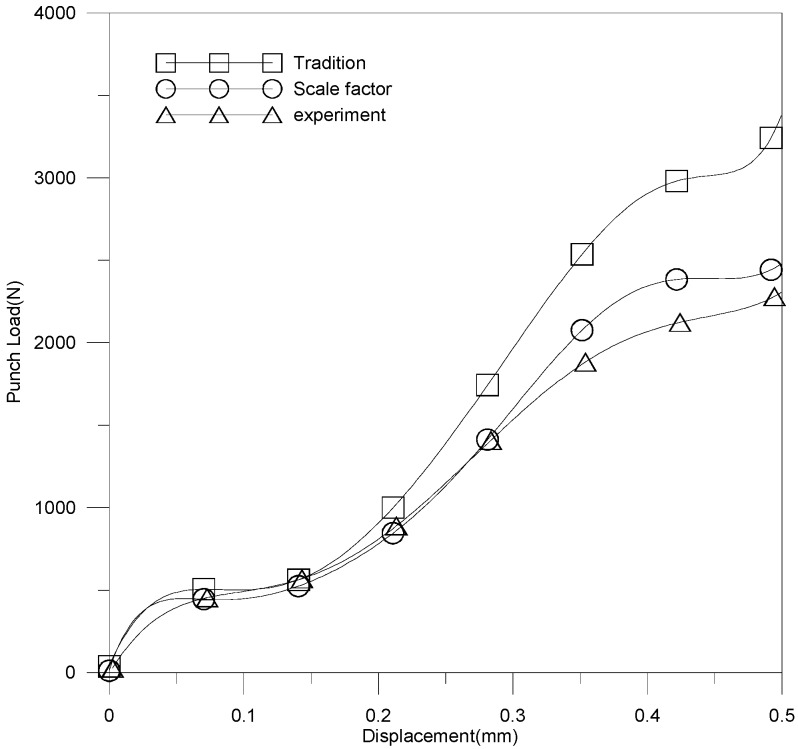 4000
Tradition
Scale factor
experiment
3000
Punch Load(N)
2000
1000
0
0 0.1 0.2 0.3 0.4 0.5
Displacement(mm)